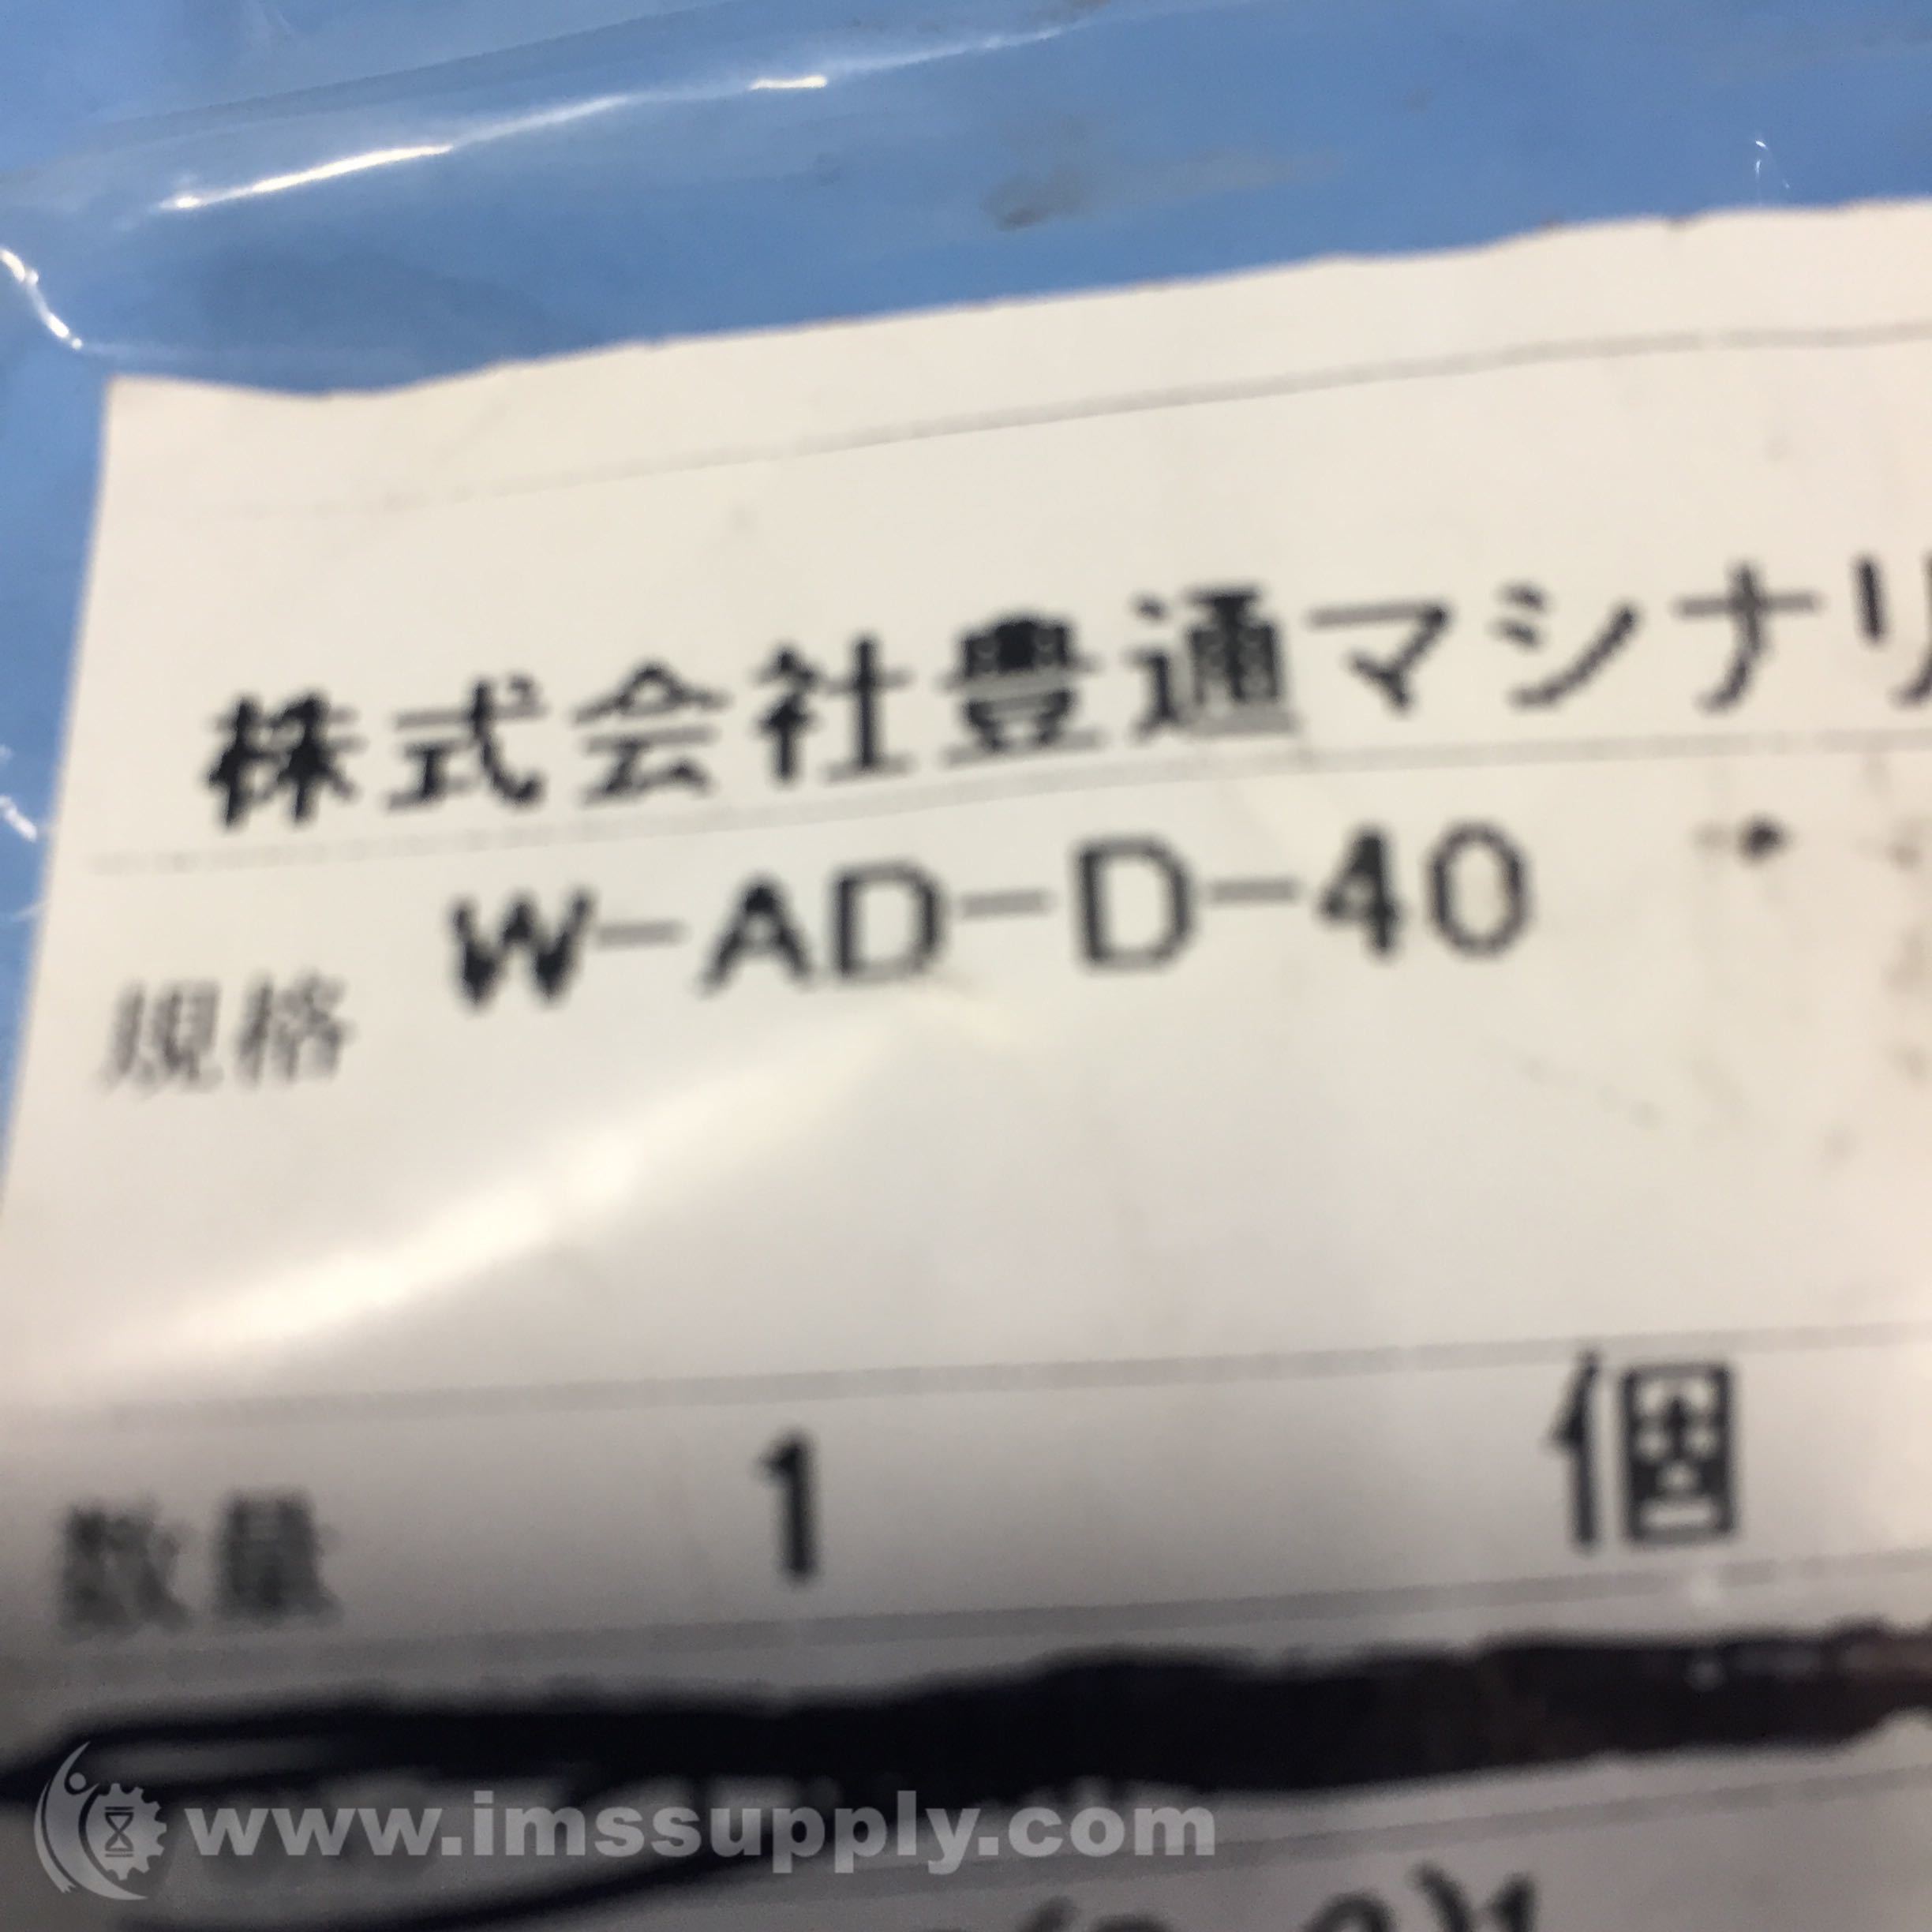 株式会社豊通マシナリ
規格 W-AD-D-40
数量 1 個
www.imssupply.com